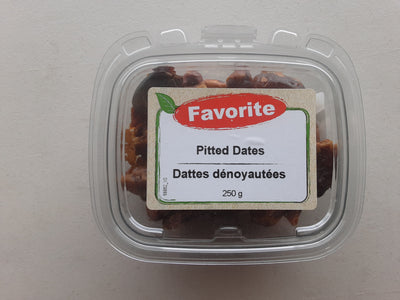 Favorite
Pitted Dates
Dattes dénoyautées
250 g